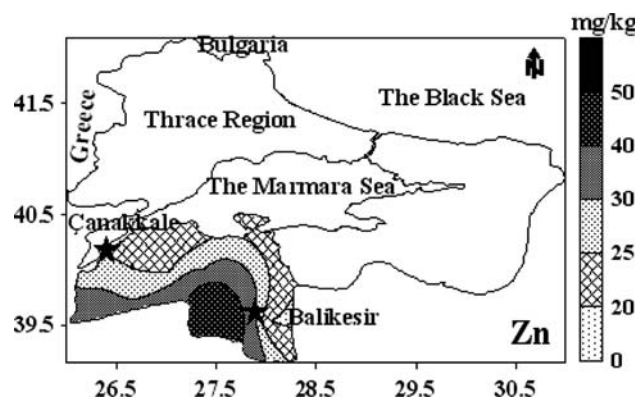 mg/kg
Bulgaria
N
41.5
The Black Sea
50
Greece
Thrace Region
40
The Marmara Sea
30
40.5
Çanakkale
25
20
39.5
Balikesir
Zn
0
26.5 27.5 28.5 29.5 30.5